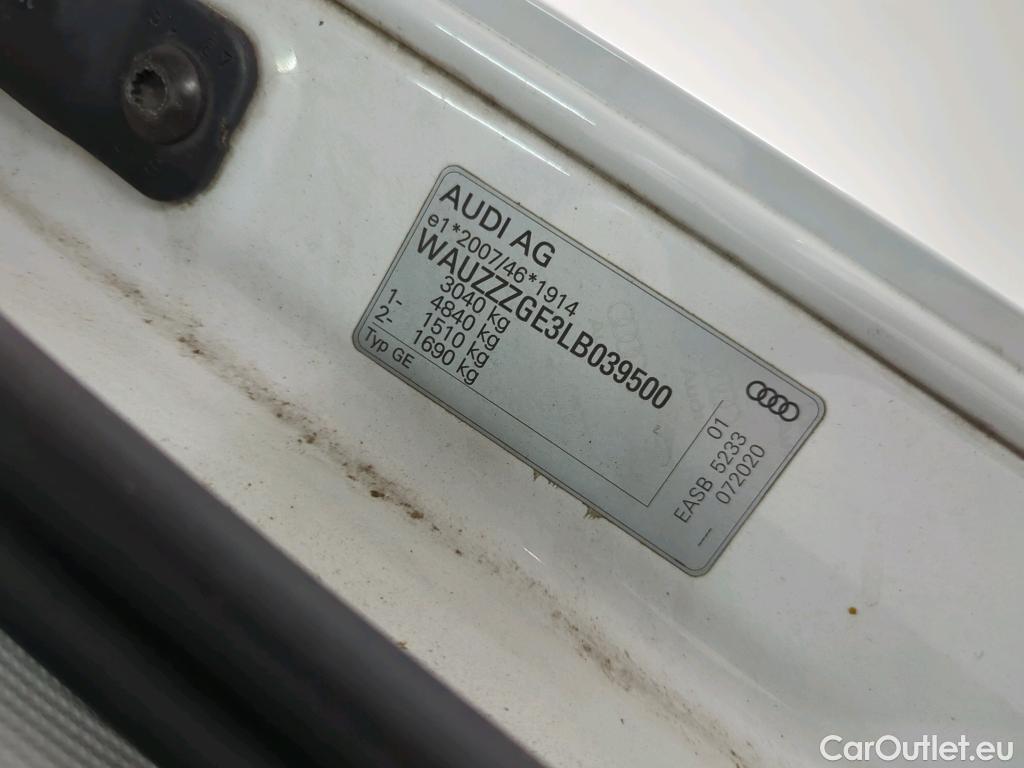 AUDI AG
e1*2007/46*1914
WAUZZZGE3LB039500
3040 kg
4840 kg
1- 1510 kg
2- 1690 kg
Typ GE
01
EASB 5233
072020
CarOutlet.eu